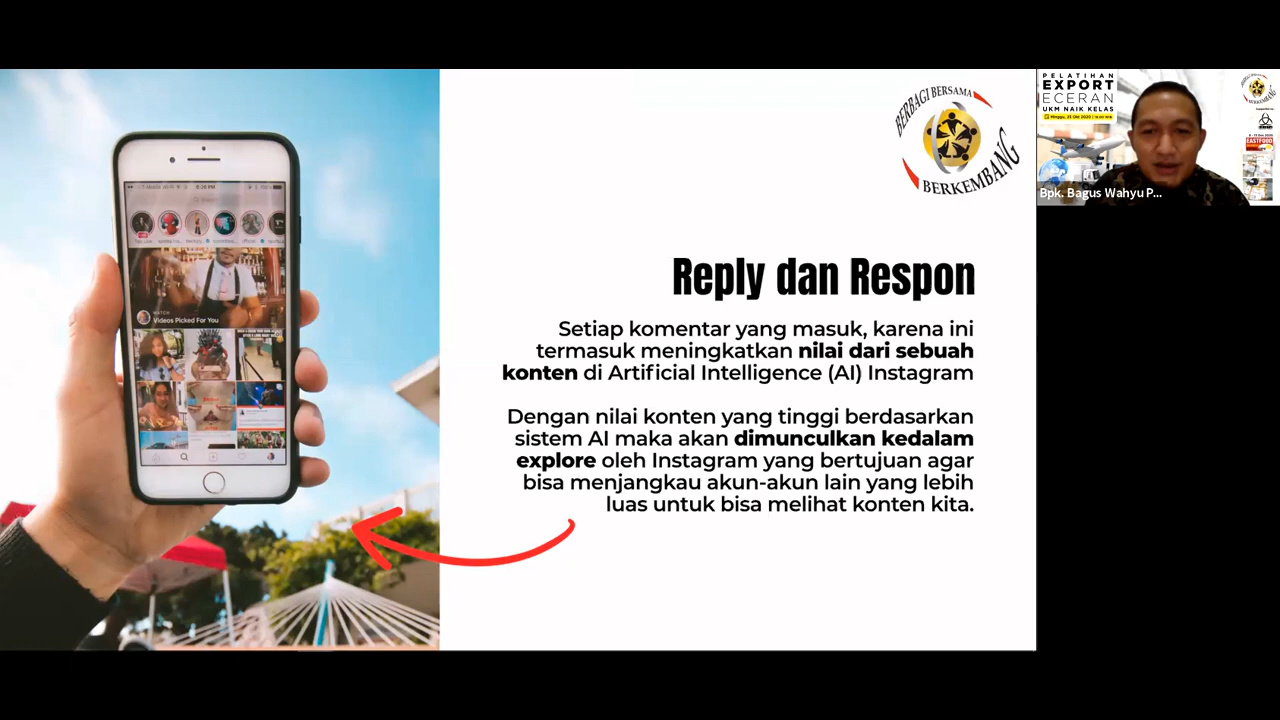 BERBAGI BERSAMA
BERKEMBANG
Reply dan Respon
Setiap komentar yang masuk, karena ini
termasuk meningkatkan nilai dari sebuah
konten di Artificial Intelligence (AI) Instagram
Dengan nilai konten yang tinggi berdasarkan
sistem AI maka akan dimunculkan kedalam
explore oleh Instagram yang bertujuan agar
bisa menjangkau akun-akun lain yang lebih
luas untuk bisa melihat konten kita.
WATCH
Videos Picked For You
PELATIHAN
EXPORT
ECERAN
UKM NAIK KELAS
EASTFOOD
Bpk. Bagus Wahyu P...